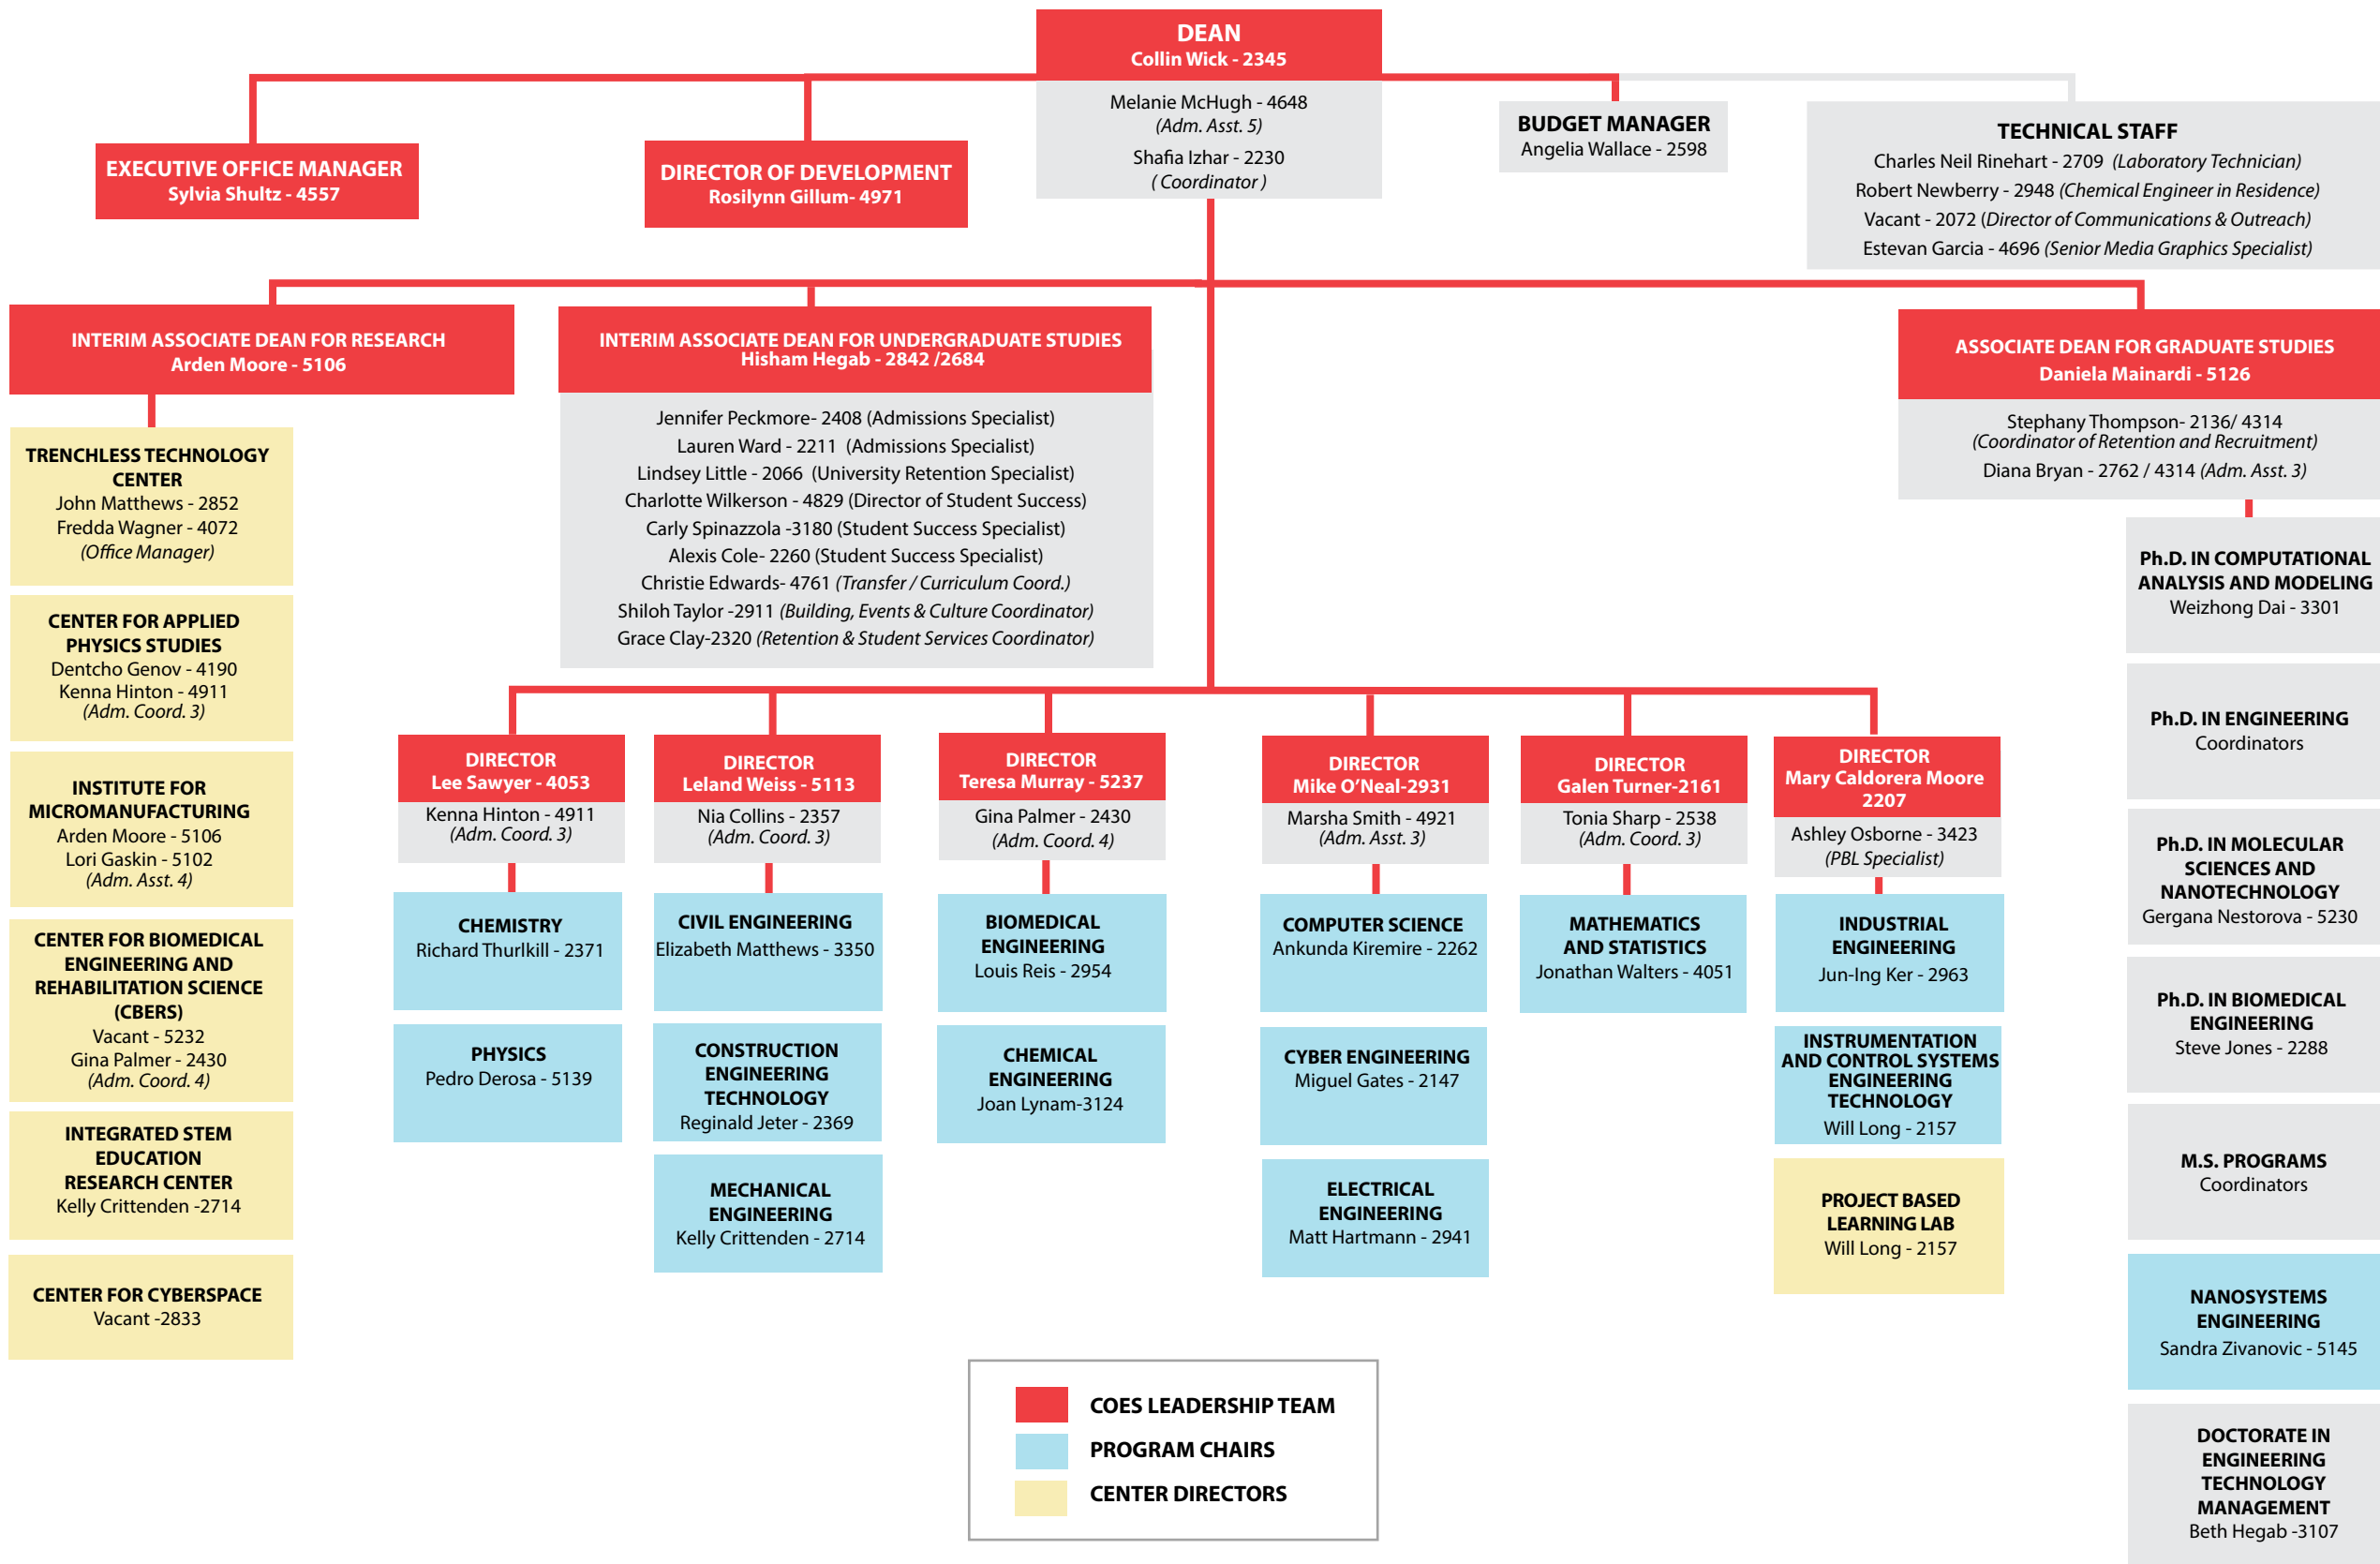 DEAN
Collin Wick - 2345
Melanie McHugh - 4648
(Adm. Asst. 5)
Shafia Izhar - 2230
( Coordinator )
EXECUTIVE OFFICE MANAGER
Sylvia Shultz - 4557
DIRECTOR OF DEVELOPMENT
Rosilynn Gillum- 4971
BUDGET MANAGER
Angelia Wallace - 2598
TECHNICAL STAFF
Charles Neil Rinehart - 2709 (Laboratory Technician)
Robert Newberry - 2948 (Chemical Engineer in Residence)
Vacant - 2072 (Director of Communications & Outreach)
Estevan Garcia - 4696 (Senior Media Graphics Specialist)
INTERIM ASSOCIATE DEAN FOR RESEARCH
Arden Moore - 5106
INTERIM ASSOCIATE DEAN FOR UNDERGRADUATE STUDIES
Hisham Hegab - 2842 /2684
Jennifer Peckmore- 2408 (Admissions Specialist)
Lauren Ward - 2211 (Admissions Specialist)
Lindsey Little - 2066 (University Retention Specialist)
Charlotte Wilkerson - 4829 (Director of Student Success)
Carly Spinazzola -3180 (Student Success Specialist)
Alexis Cole- 2260 (Student Success Specialist)
Christie Edwards- 4761 (Transfer / Curriculum Coord.)
Shiloh Taylor -2911 (Building, Events & Culture Coordinator)
Grace Clay-2320 (Retention & Student Services Coordinator)
ASSOCIATE DEAN FOR GRADUATE STUDIES
Daniela Mainardi - 5126
Stephany Thompson- 2136/ 4314
(Coordinator of Retention and Recruitment)
Diana Bryan - 2762 / 4314 (Adm. Asst. 3)
TRENCHLESS TECHNOLOGY
CENTER
John Matthews - 2852
Fredda Wagner - 4072
(Office Manager)
CENTER FOR APPLIED
PHYSICS STUDIES
Dentcho Genov - 4190
Kenna Hinton - 4911
(Adm. Coord. 3)
INSTITUTE FOR
MICROMANUFACTURING
Arden Moore - 5106
Lori Gaskin - 5102
(Adm. Asst. 4)
CENTER FOR BIOMEDICAL
ENGINEERING AND
REHABILITATION SCIENCE
(CBERS)
Vacant - 5232
Gina Palmer - 2430
(Adm. Coord. 4)
INTEGRATED STEM
EDUCATION
RESEARCH CENTER
Kelly Crittenden -2714
CENTER FOR CYBERSPACE
Vacant -2833
DIRECTOR
Lee Sawyer - 4053
Kenna Hinton - 4911
(Adm. Coord. 3)
CHEMISTRY
Richard Thurlkill - 2371
PHYSICS
Pedro Derosa - 5139
DIRECTOR
Leland Weiss - 5113
Nia Collins - 2357
(Adm. Coord. 3)
CIVIL ENGINEERING
Elizabeth Matthews - 3350
CONSTRUCTION
ENGINEERING
TECHNOLOGY
Reginald Jeter - 2369
MECHANICAL
ENGINEERING
Kelly Crittenden - 2714
DIRECTOR
Teresa Murray - 5237
Gina Palmer - 2430
(Adm. Coord. 4)
BIOMEDICAL
ENGINEERING
Louis Reis - 2954
CHEMICAL
ENGINEERING
Joan Lynam-3124
DIRECTOR
Mike O'Neal-2931
Marsha Smith - 4921
(Adm. Asst. 3)
COMPUTER SCIENCE
Ankunda Kiremire - 2262
CYBER ENGINEERING
Miguel Gates - 2147
ELECTRICAL
ENGINEERING
Matt Hartmann - 2941
DIRECTOR
Galen Turner-2161
Tonia Sharp - 2538
(Adm. Coord. 3)
MATHEMATICS
AND STATISTICS
Jonathan Walters - 4051
DIRECTOR
Mary Caldorera Moore
2207
Ashley Osborne - 3423
(PBL Specialist)
INDUSTRIAL
ENGINEERING
Jun-Ing Ker - 2963
INSTRUMENTATION
AND CONTROL SYSTEMS
ENGINEERING
TECHNOLOGY
Will Long - 2157
PROJECT BASED
LEARNING LAB
Will Long - 2157
Ph.D. IN COMPUTATIONAL
ANALYSIS AND MODELING
Weizhong Dai - 3301
Ph.D. IN ENGINEERING
Coordinators
Ph.D. IN MOLECULAR
SCIENCES AND
NANOTECHNOLOGY
Gergana Nestorova - 5230
Ph.D. IN BIOMEDICAL
ENGINEERING
Steve Jones - 2288
M.S. PROGRAMS
Coordinators
NANOSYSTEMS
ENGINEERING
Sandra Zivanovic - 5145
DOCTORATE IN
ENGINEERING
TECHNOLOGY
MANAGEMENT
Beth Hegab -3107
COES LEADERSHIP TEAM
PROGRAM CHAIRS
CENTER DIRECTORS